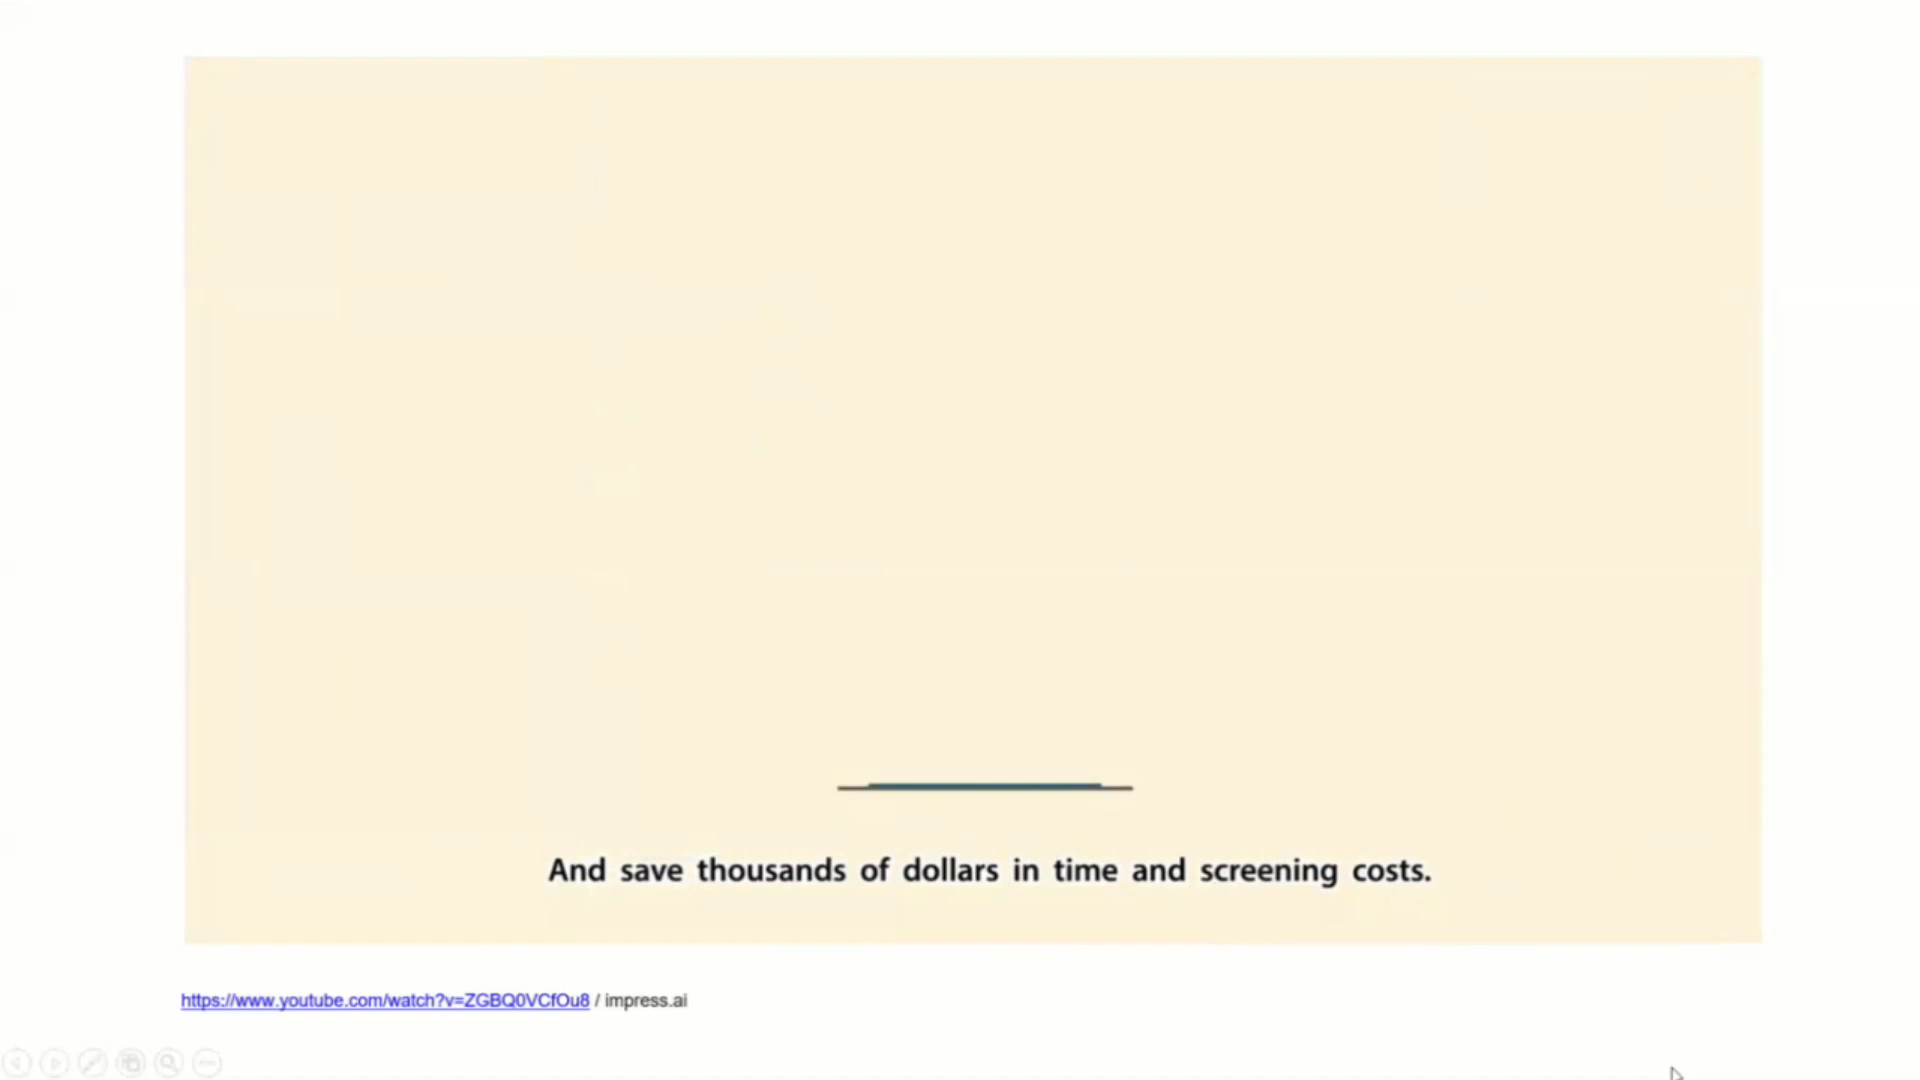 And save thousands of dollars in time and screening costs.
https://www.youtube.com/watch?v=ZGBQ0VCfOu8 / impress.ai